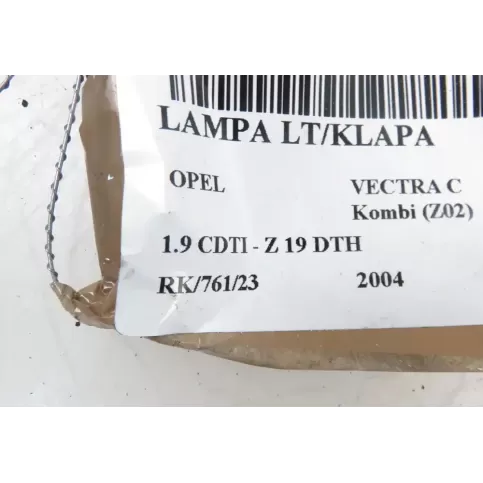 LAMPA LT/KLAPA
OPEL VECTRA C
Kombi (Z02)
1.9 CDTI - Z 19 DTH
RK/761/23 2004